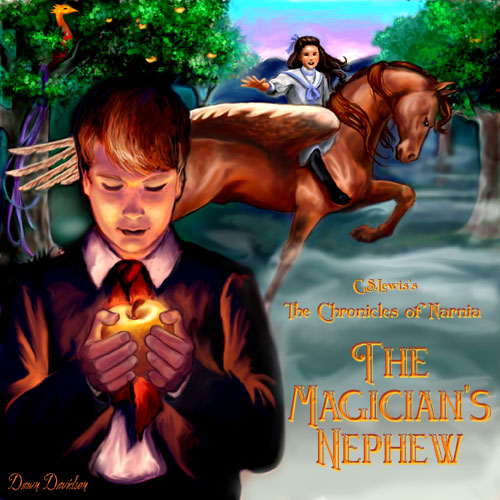 C.S.Lewis's
The Chronicles of Narnia
The
Magician's
Nephew
Dawn Davidson